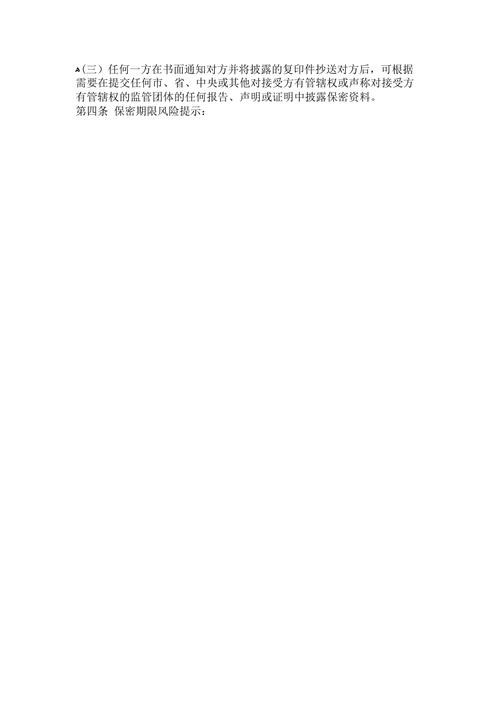 (三）任何一方在书面通知对方并将披露的复印件抄送对方后，可根据
需要在提交任何市、省、中央或其他对接受方有管辖权或声称对接受方
有管辖权的监管团体的任何报告、声明或证明中披露保密资料。
第四条 保密期限风险提示：